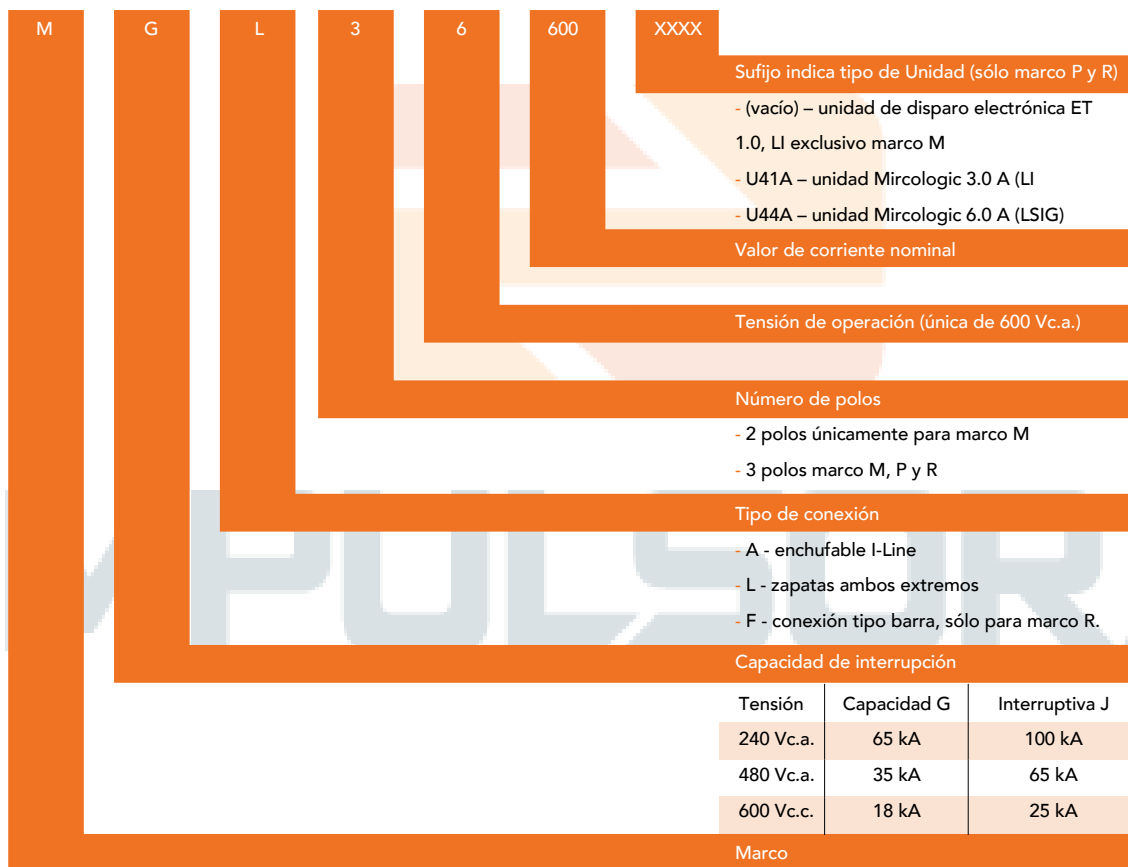 M G L 3 6 600 XXXX
Sufijo indica tipo de Unidad (sólo marco P y R)
- (vacío) – unidad de disparo electrónica ET
1.0, LI exclusivo marco M
- U41A – unidad Mircologic 3.0 A (LI
- U44A – unidad Mircologic 6.0 A (LSIG)
Valor de corriente nominal
Tensión de operación (única de 600 Vc.a.)
Número de polos
- 2 polos únicamente para marco M
- 3 polos marco M, P y R
Tipo de conexión
- A - enchufable I-Line
- L - zapatas ambos extremos
- F - conexión tipo barra, sólo para marco R.
Capacidad de interrupción
Tensión Capacidad G Interruptiva J
240 Vc.a. 65 kA 100 kA
480 Vc.a. 35 kA 65 kA
600 Vc.c. 18 kA 25 kA
Marco